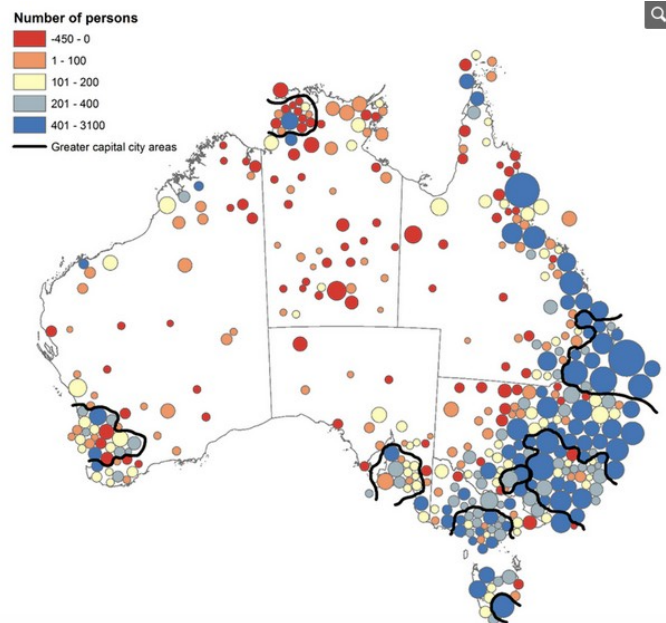 Number of persons
-450 - 0
1 - 100
101 - 200
201 - 400
401 - 3100
Greater capital city areas